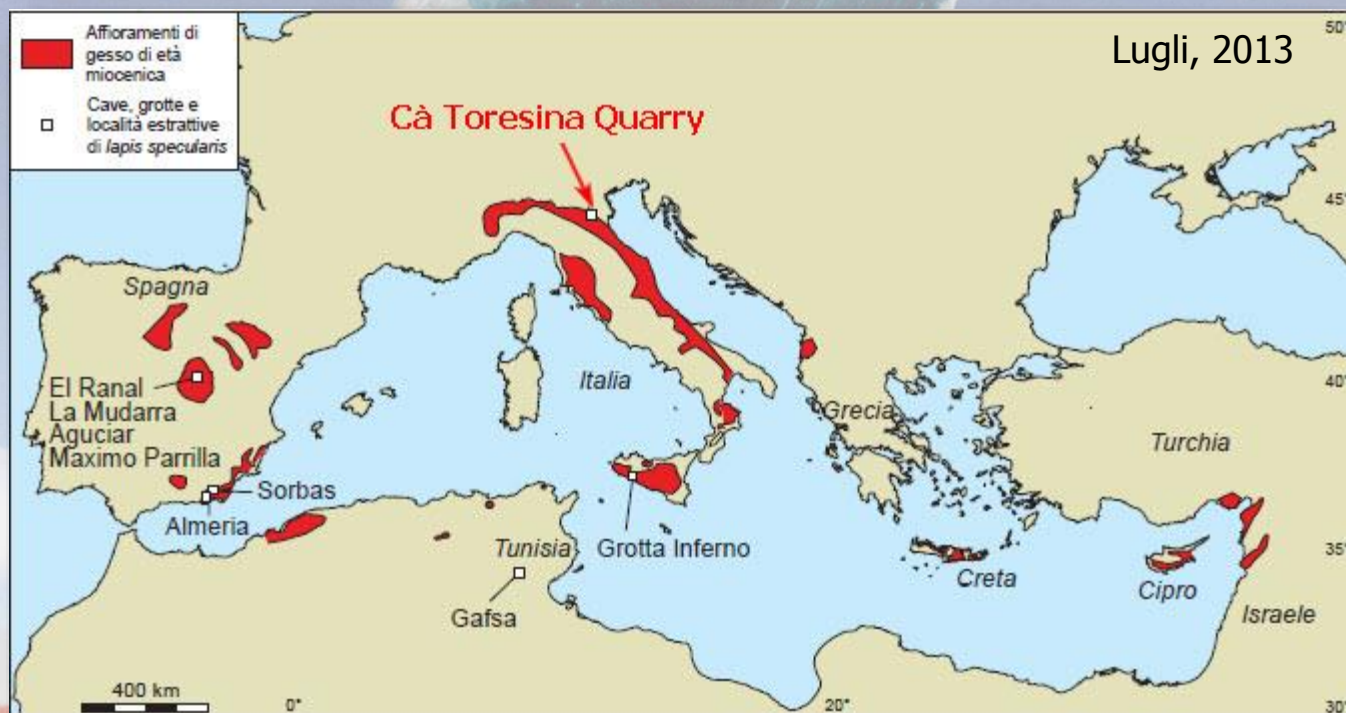 Affioramenti di
gesso di età
miocenica
Cave, grotte e
località estrattive
di lapis specularis
Lugli, 2013
50°
Cà Toresina Quarry
45°
Spagna
40°
El Ranal
La Mudarra
Aguciar
Maximo Parrilla
Italia
Grecia
Turchia
Sorbas
Almeria
Tunisia
Grotta Inferno
35°
Creta
Cipro
Israele
Gafsa
400 km
0°
20°
30°